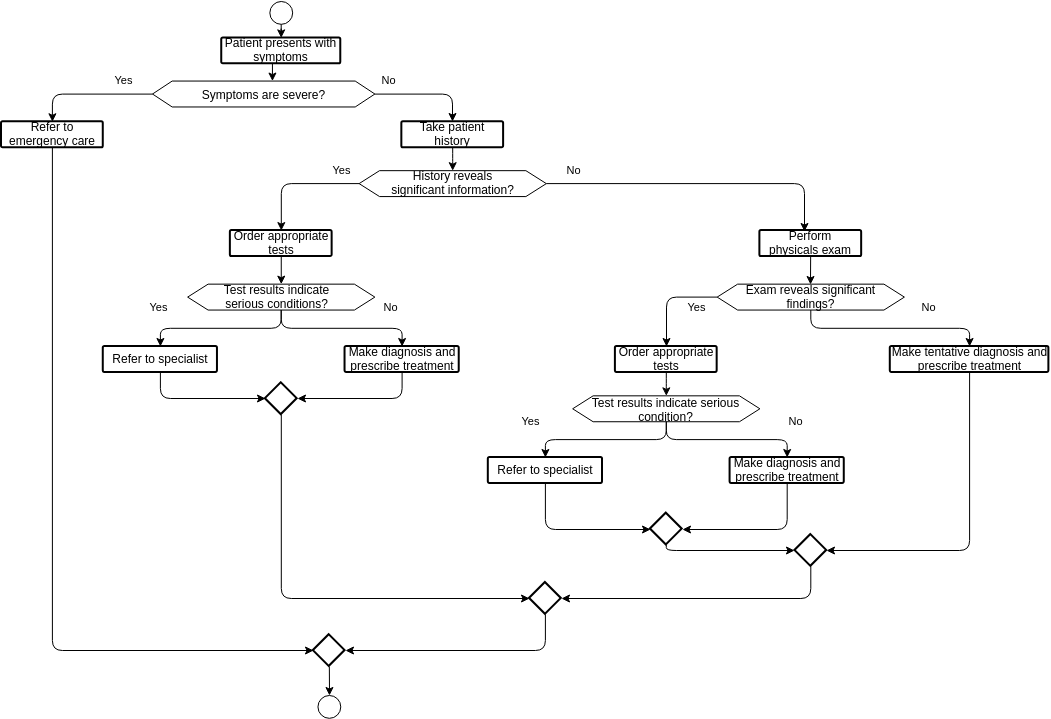 Patient presents with
symptoms
Yes
No
Symptoms are severe?
Refer to
emergency care
Take patient
history
Yes
No
History reveals
significant information?
Order appropriate
tests
Perform
physicals exam
Test results indicate
serious conditions?
Exam reveals significant
findings?
Yes
No
Yes
No
Refer to specialist
Make diagnosis and
prescribe treatment
Order appropriate
tests
Make tentative diagnosis and
prescribe treatment
Test results indicate serious
condition?
Yes
No
Refer to specialist
Make diagnosis and
prescribe treatment